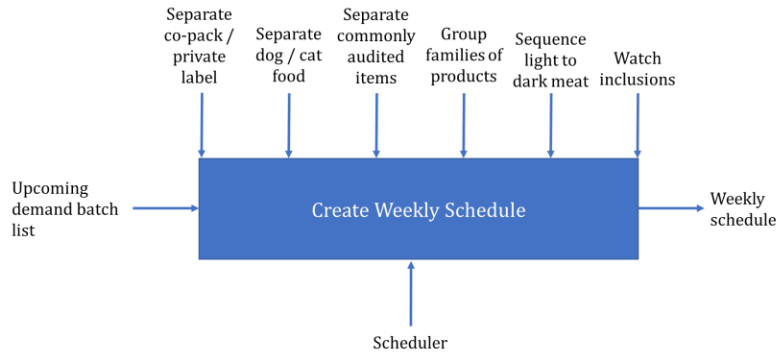 Separate
co-pack /
private
label
Separate
dog / cat
food
Separate
commonly
audited
items
Group
families of
products
Sequence
light to
dark meat
Watch
inclusions
Upcoming
demand batch
list
Create Weekly Schedule
Weekly
schedule
Scheduler